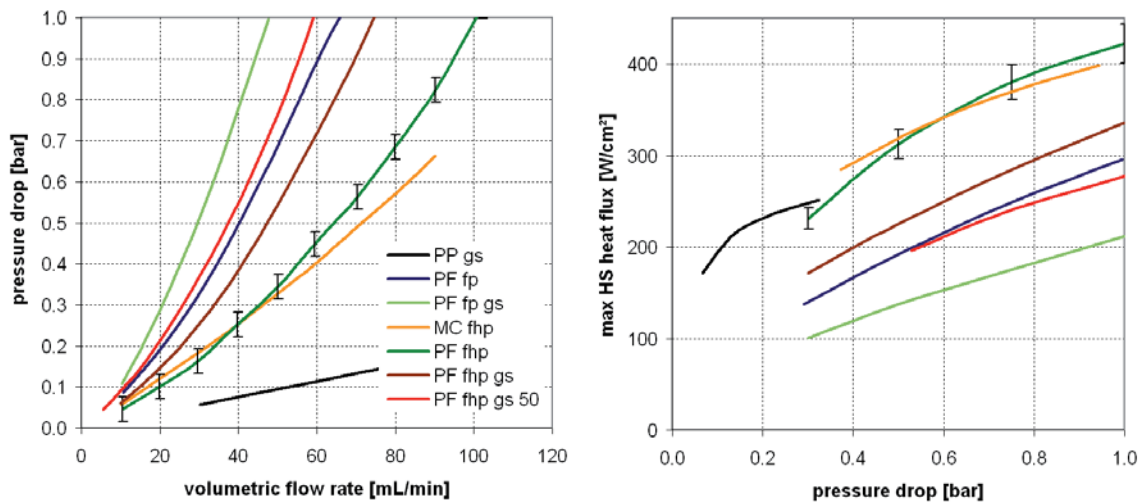 pressure drop [bar]
1.0
0.9
0.8
0.7
0.6
0.5
0.4
0.3
0.2
0.1
0.0
0
20
40
60
80
100
120
volumetric flow rate [mL/min]
PP gs
PF fp
PF fp gs
MC fhp
PF fhp
PF fhp gs
PF fhp gs 50
max HS heat flux [W/cm²]
400
300
200
100
0
0.0
0.2
0.4
0.6
0.8
1.0
pressure drop [bar]